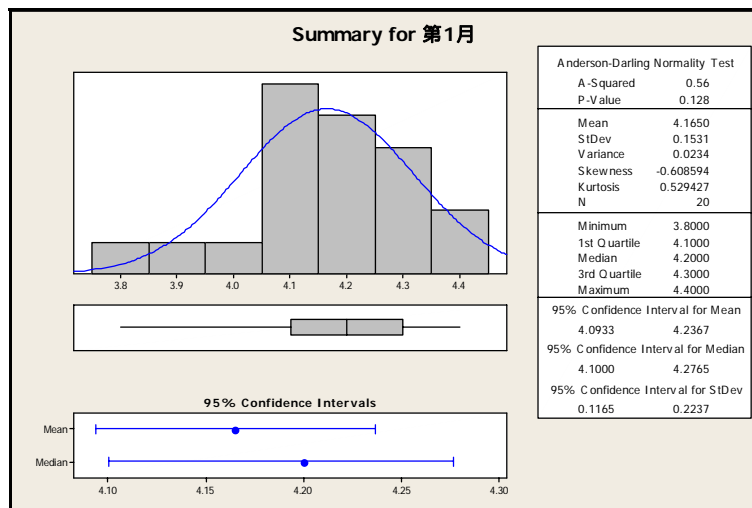 Summary for 第1月
3.8 3.9 4.0 4.1 4.2 4.3 4.4
95% Confidence Intervals
Mean
Median
4.10 4.15 4.20 4.25 4.30
Anderson-Darling Normality Test
A-Squared 0.56
P-Value 0.128
Mean 4.1650
StDev 0.1531
Variance 0.0234
Skewness -0.608594
Kurtosis 0.529427
N 20
Minimum 3.8000
1st Quartile 4.1000
Median 4.2000
3rd Quartile 4.3000
Maximum 4.4000
95% Confidence Interval for Mean
4.0933 4.2367
95% Confidence Interval for Median
4.1000 4.2765
95% Confidence Interval for StDev
0.1165 0.2237